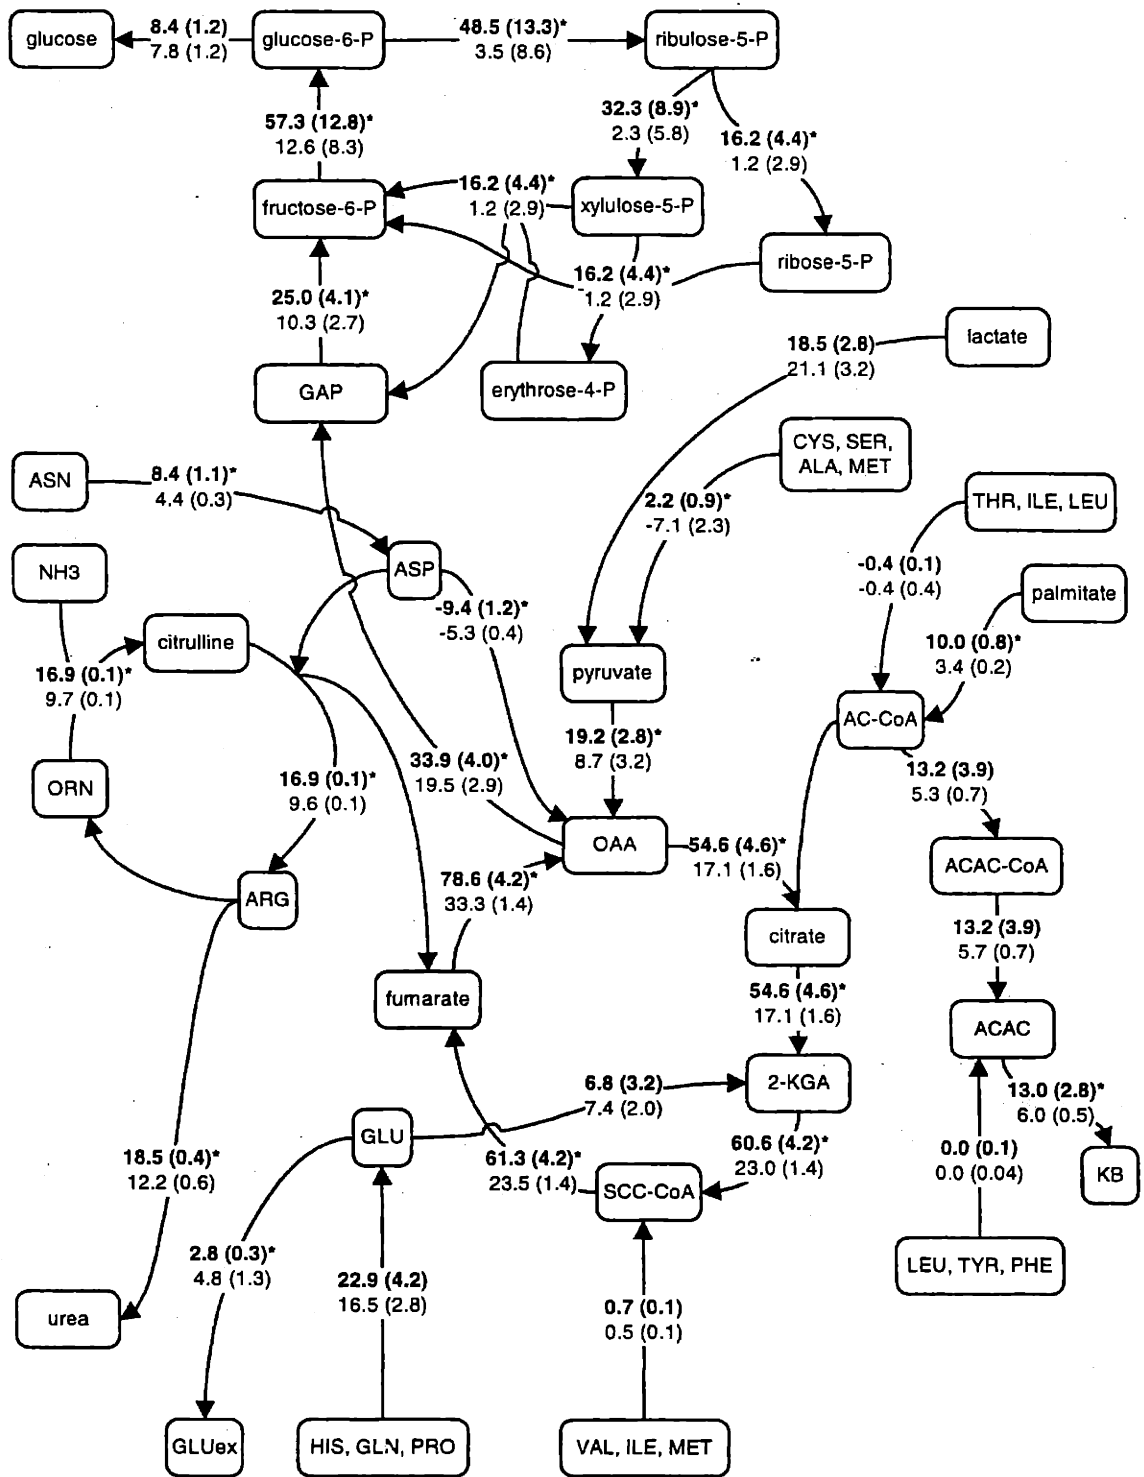 glucose
8.4 (1.2)
7.8 (1.2)
glucose-6-P
48.5 (13.3)*
3.5 (8.6)
ribulose-5-P
57.3 (12.8)*
12.6 (8.3)
32.3 (8.9)*
2.3 (5.8)
16.2 (4.4)*
1.2 (2.9)
fructose-6-P
16.2 (4.4)*
1.2 (2.9)
xylulose-5-P
ribose-5-P
25.0 (4.1)*
10.3 (2.7)
16.2 (4.4)*
1.2 (2.9)
lactate
18.5 (2.8)
21.1 (3.2)
GAP
erythrose-4-P
CYS, SER,
ALA, MET
ASN
8.4 (1.1)*
4.4 (0.3)
2.2 (0.9)*
-7.1 (2.3)
THR, ILE, LEU
NH3
ASP
-0.4 (0.1)
-0.4 (0.4)
palmitate
-9.4 (1.2)*
-5.3 (0.4)
citrulline
10.0 (0.8)*
3.4 (0.2)
16.9 (0.1)*
9.7 (0.1)
pyruvate
AC-CoA
19.2 (2.8)*
8.7 (3.2)
ORN
16.9 (0.1)*
9.6 (0.1)
33.9 (4.0)*
19.5 (2.9)
13.2 (3.9)
5.3 (0.7)
OAA
54.6 (4.6)*
17.1 (1.6)
ACAC-CoA
ARG
78.6 (4.2)*
33.3 (1.4)
citrate
13.2 (3.9)
5.7 (0.7)
fumarate
54.6 (4.6)*
17.1 (1.6)
ACAC
6.8 (3.2)
7.4 (2.0)
2-KGA
13.0 (2.8)*
6.0 (0.5)
GLU
18.5 (0.4)*
12.2 (0.6)
61.3 (4.2)*
23.5 (1.4)
60.6 (4.2)*
23.0 (1.4)
0.0 (0.1)
0.0 (0.04)
KB
SCC-CoA
2.8 (0.3)*
4.8 (1.3)
22.9 (4.2)
16.5 (2.8)
LEU, TYR, PHE
urea
0.7 (0.1)
0.5 (0.1)
GLUex
HIS, GLN, PRO
VAL, ILE, MET